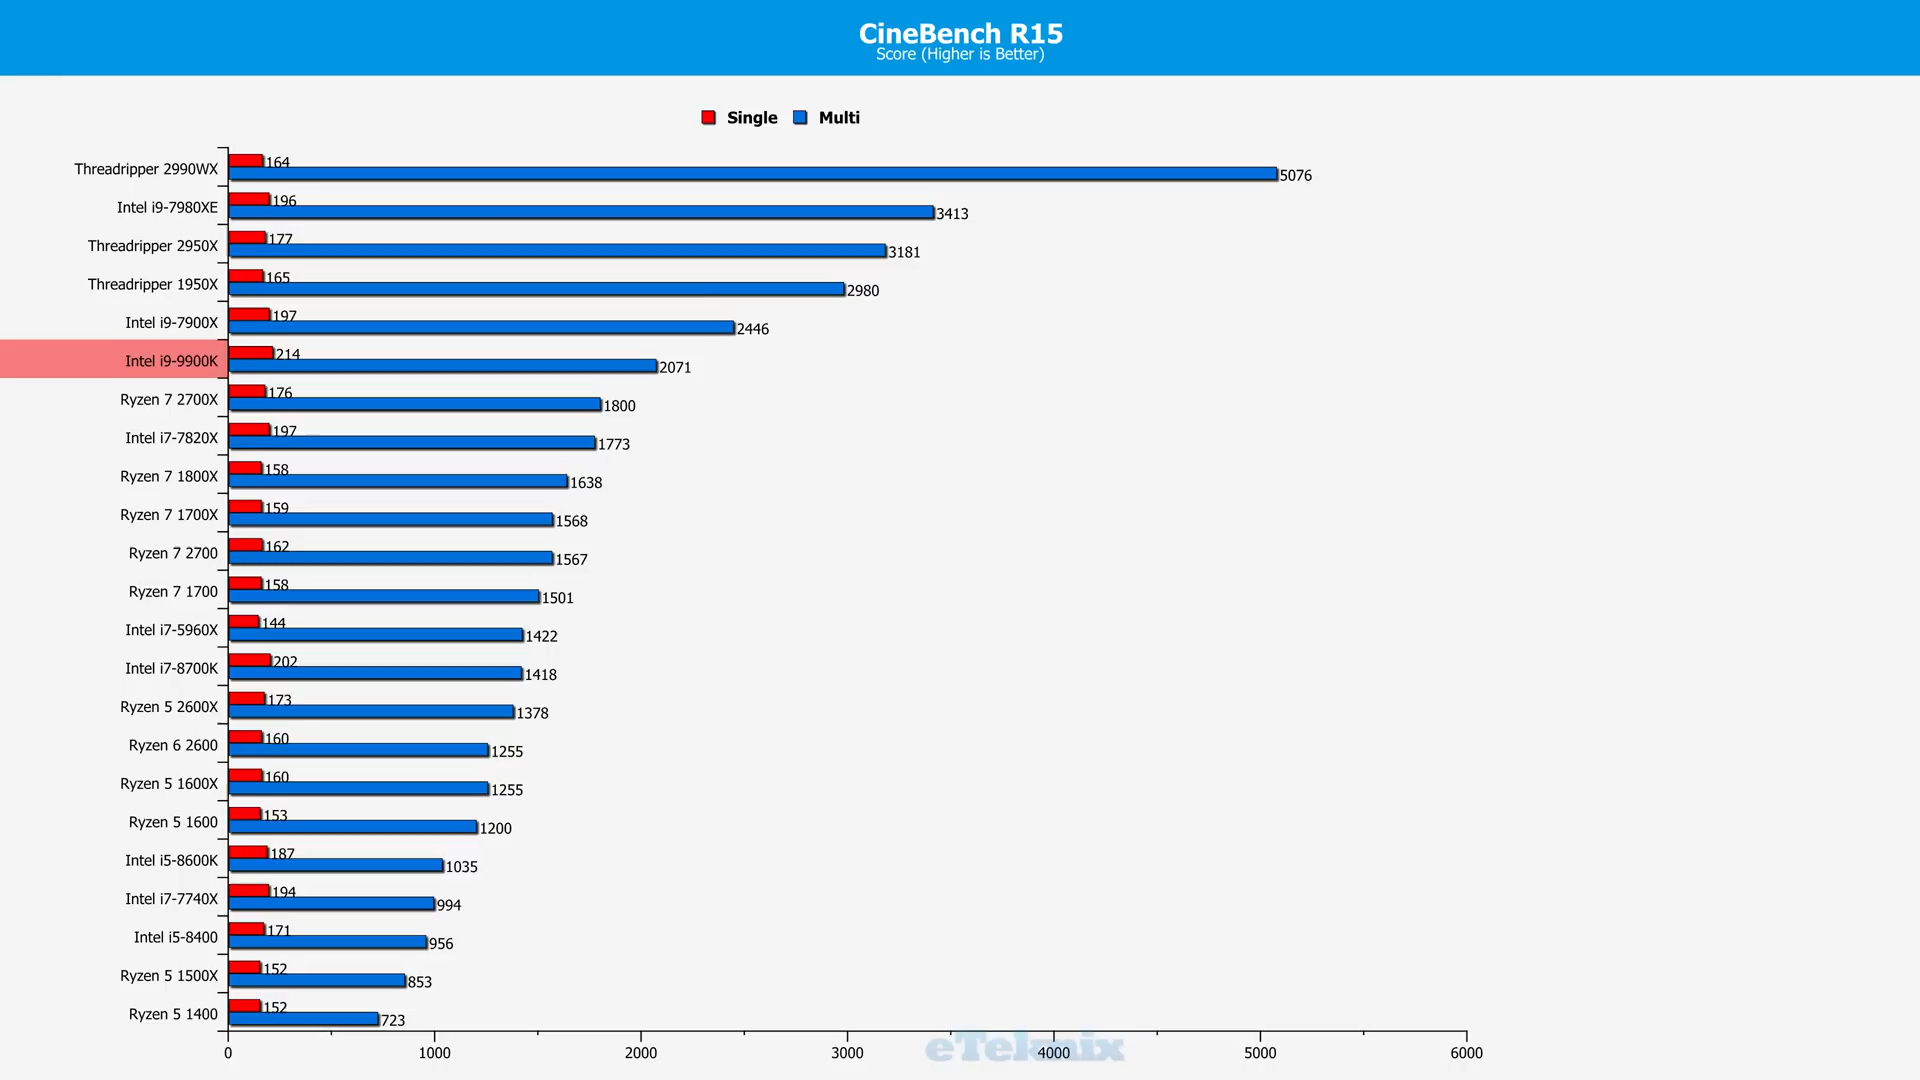 CineBench R15
Score (Higher is Better)
Single Multi
Threadripper 2990WX 164 5076
Intel i9-7980XE 196 3413
Threadripper 2950X 177 3181
Threadripper 1950X 165 2980
Intel i9-7900X 197 2446
Intel i9-9900K 214 2071
Ryzen 7 2700X 176 1800
Intel i7-7820X 197 1773
Ryzen 7 1800X 158 1638
Ryzen 7 1700X 159 1568
Ryzen 7 2700 162 1567
Ryzen 7 1700 158 1501
Intel i7-5960X 144 1422
Intel i7-8700K 202 1418
Ryzen 5 2600X 173 1378
Ryzen 6 2600 160 1255
Ryzen 5 1600X 160 1255
Ryzen 5 1600 153 1200
Intel i5-8600K 187 1035
Intel i7-7740X 194 994
Intel i5-8400 171 956
Ryzen 5 1500X 152 853
Ryzen 5 1400 152 723
0 1000 2000 3000 4000 5000 6000
eTeknix